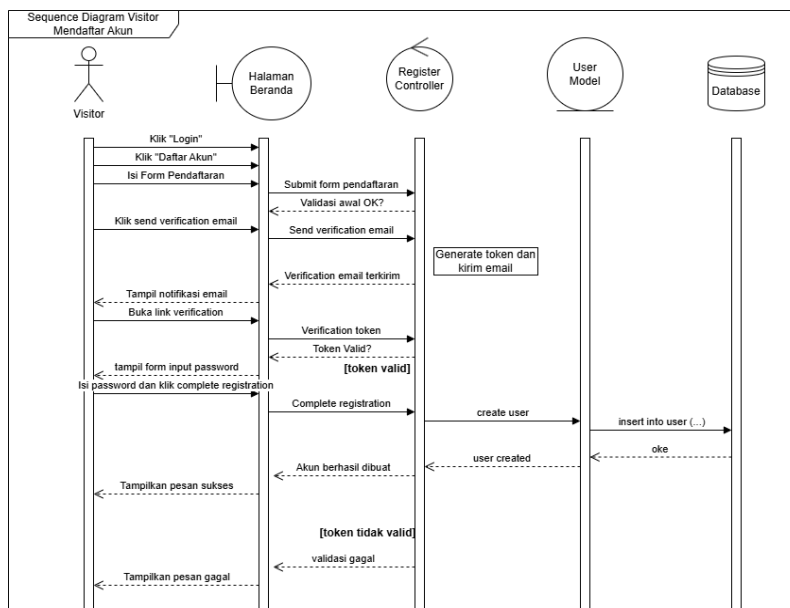 Sequence Diagram Visitor
Mendaftar Akun
Visitor
Halaman
Beranda
Register
Controller
User
Model
Database
Klik "Login"
Klik "Daftar Akun"
Isi Form Pendaftaran
Submit form pendaftaran
Validasi awal OK?
Klik send verification email
Send verification email
Generate token dan
kirim email
Verification email terkirim
Tampil notifikasi email
Buka link verification
Verification token
Token Valid?
[token valid]
tampil form input password
Isi password dan klik complete registration
Complete registration
create user
insert into user (...)
oke
user created
Akun berhasil dibuat
Tampilkan pesan sukses
[token tidak valid]
validasi gagal
Tampilkan pesan gagal